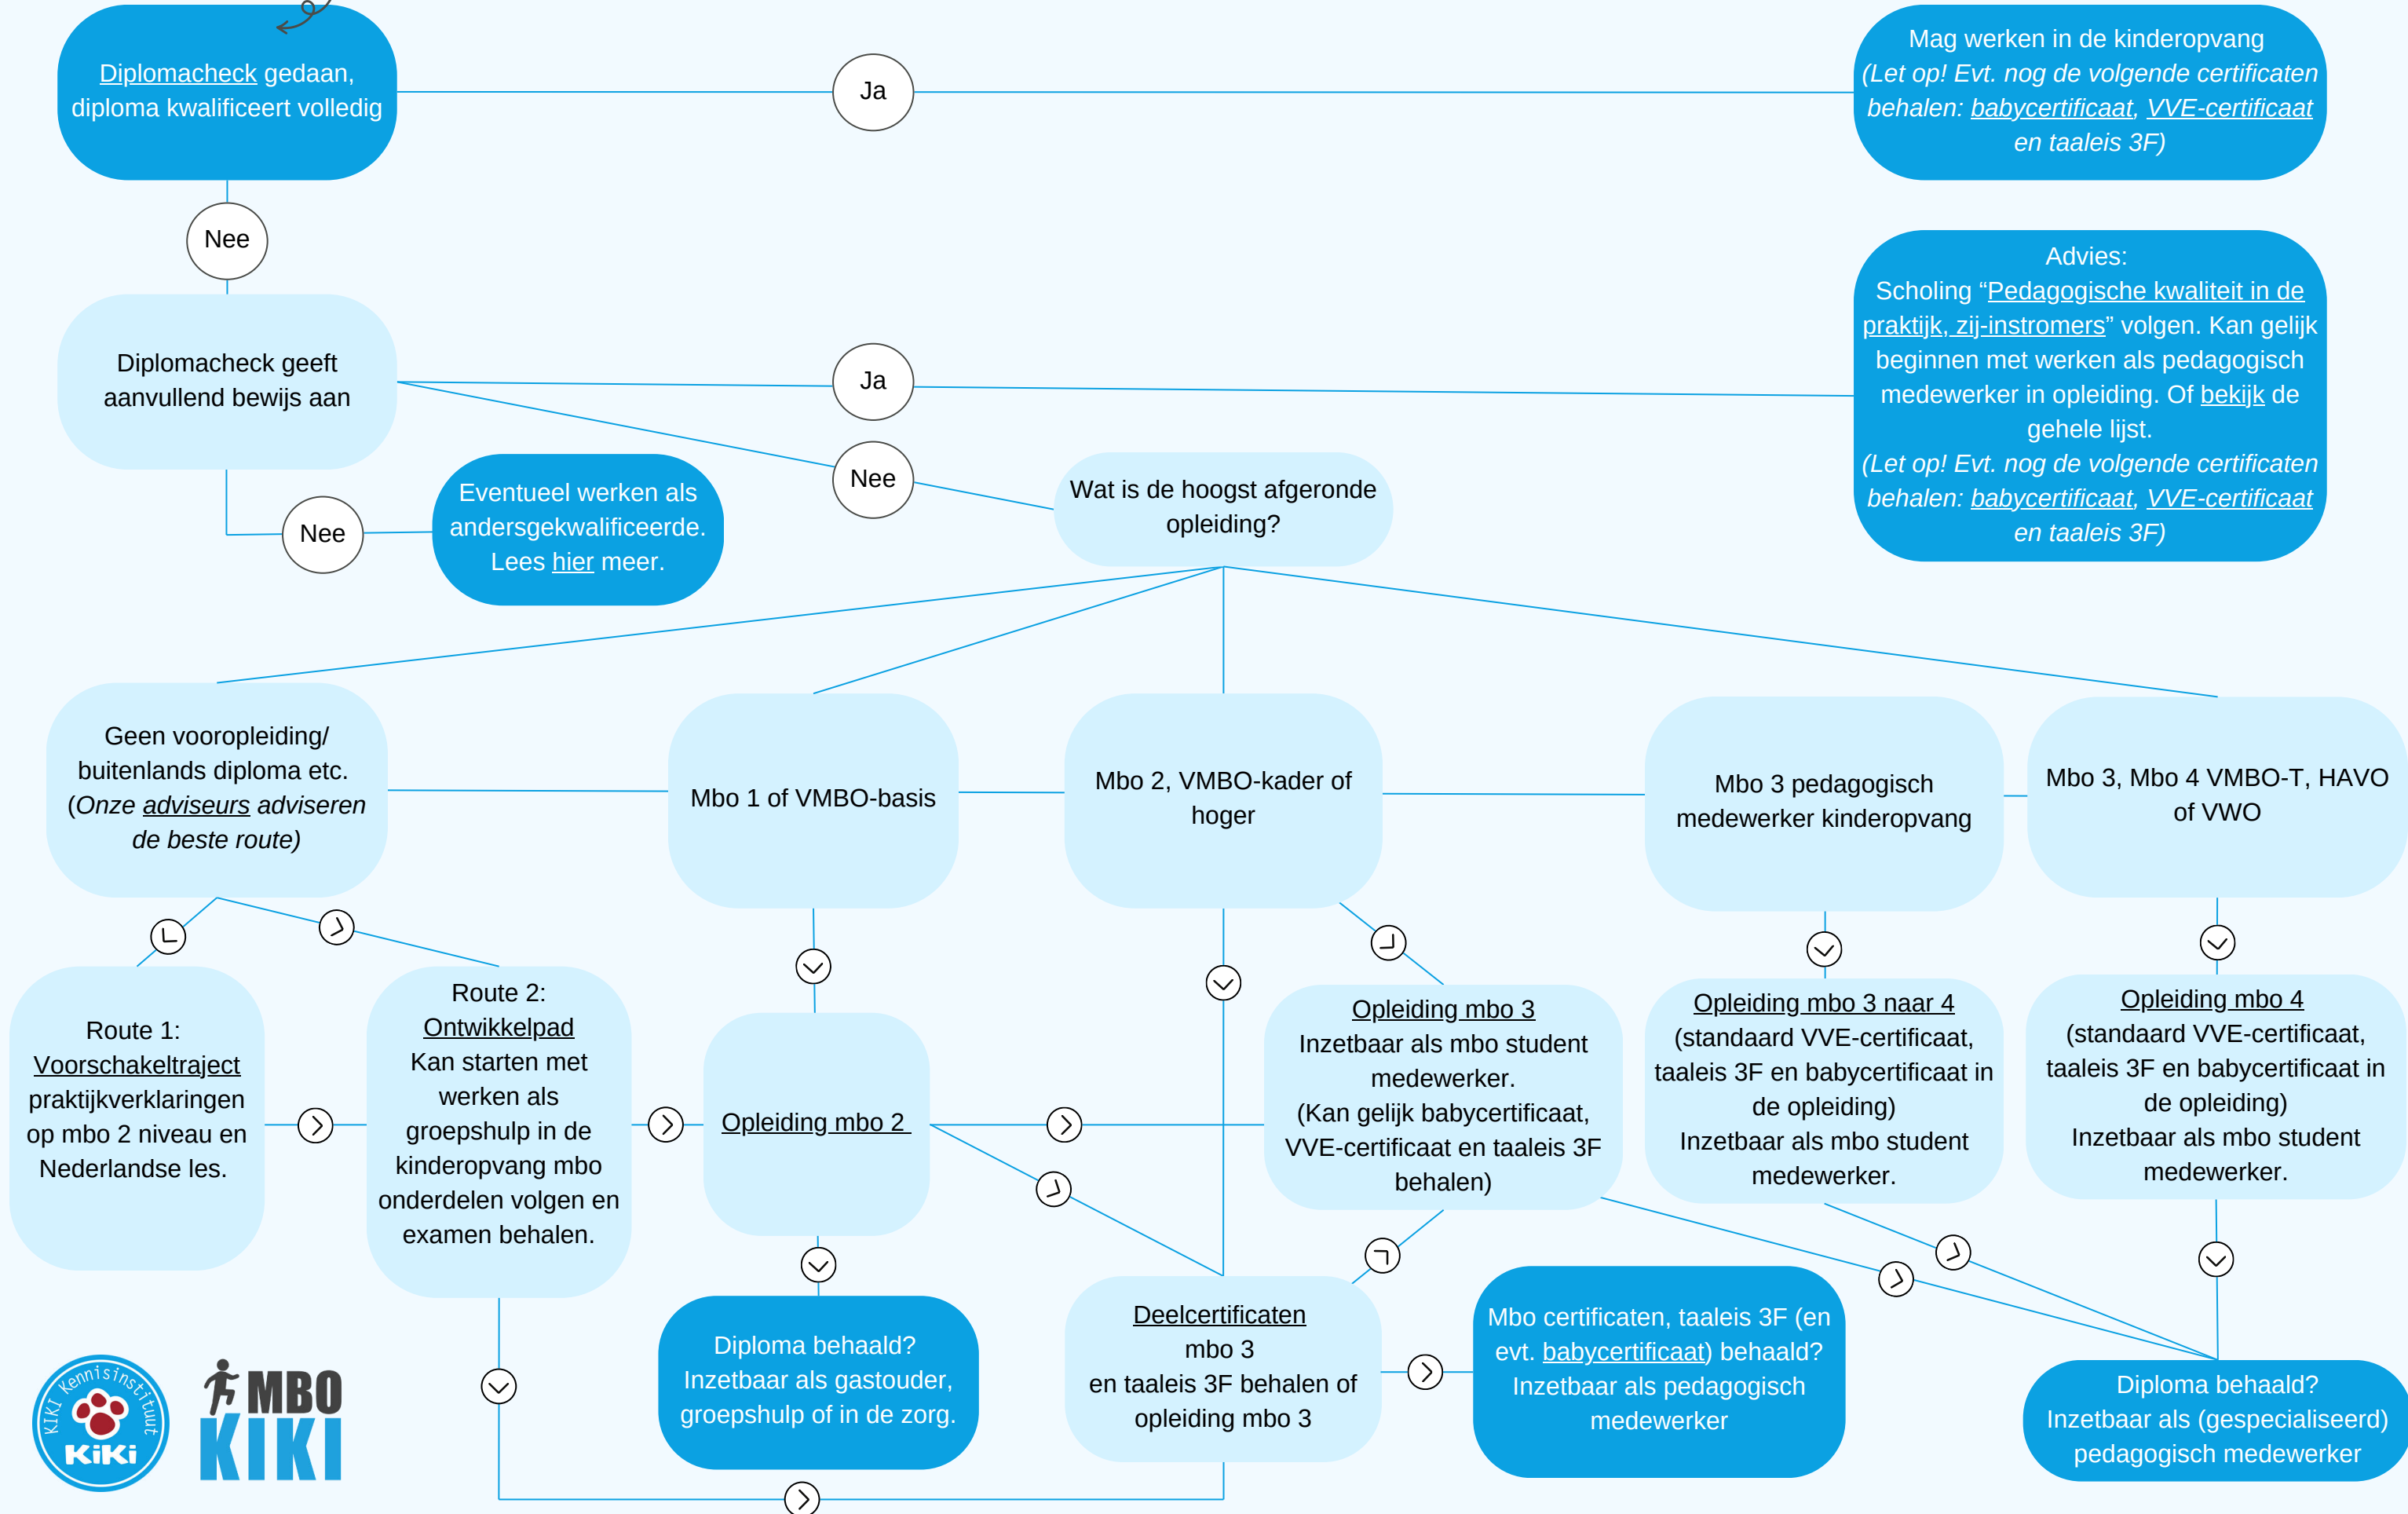 Diplomacheck gedaan,
diploma kwalificeert volledig
Ja
Mag werken in de kinderopvang
(Let op! Evt. nog de volgende certificaten
behalen: babycertificaat, VVE-certificaat
en taaleis 3F)
Nee
Diplomacheck geeft
aanvullend bewijs aan
Ja
Advies:
Scholing “Pedagogische kwaliteit in de
praktijk, zij-instromers” volgen. Kan gelijk
beginnen met werken als pedagogisch
medewerker in opleiding. Of bekijk de
gehele lijst.
(Let op! Evt. nog de volgende certificaten
behalen: babycertificaat, VVE-certificaat
en taaleis 3F)
Nee
Eventueel werken als
andersgekwalificeerde.
Lees hier meer.
Nee
Wat is de hoogst afgeronde
opleiding?
Geen vooropleiding/
buitenlands diploma etc.
(Onze adviseurs adviseren
de beste route)
Mbo 1 of VMBO-basis
Mbo 2, VMBO-kader of
hoger
Mbo 3 pedagogisch
medewerker kinderopvang
Mbo 3, Mbo 4 VMBO-T, HAVO
of VWO
Route 1:
Voorschakeltraject
praktijkverklaringen
op mbo 2 niveau en
Nederlandse les.
Route 2:
Ontwikkelpad
Kan starten met
werken als
groepshulp in de
kinderopvang mbo
onderdelen volgen en
examen behalen.
Opleiding mbo 2
Opleiding mbo 3
Inzetbaar als mbo student
medewerker.
(Kan gelijk babycertificaat,
VVE-certificaat en taaleis 3F
behalen)
Opleiding mbo 3 naar 4
(standaard VVE-certificaat,
taaleis 3F en babycertificaat in
de opleiding)
Inzetbaar als mbo student
medewerker.
Opleiding mbo 4
(standaard VVE-certificaat,
taaleis 3F en babycertificaat in
de opleiding)
Inzetbaar als mbo student
medewerker.
Diploma behaald?
Inzetbaar als gastouder,
groepshulp of in de zorg.
Deelcertificaten
mbo 3
en taaleis 3F behalen of
opleiding mbo 3
Mbo certificaten, taaleis 3F (en
evt. babycertificaat) behaald?
Inzetbaar als pedagogisch
medewerker
Diploma behaald?
Inzetbaar als (gespecialiseerd)
pedagogisch medewerker
KIKI Kennisinstituut
KiKi
MBO
KIKI